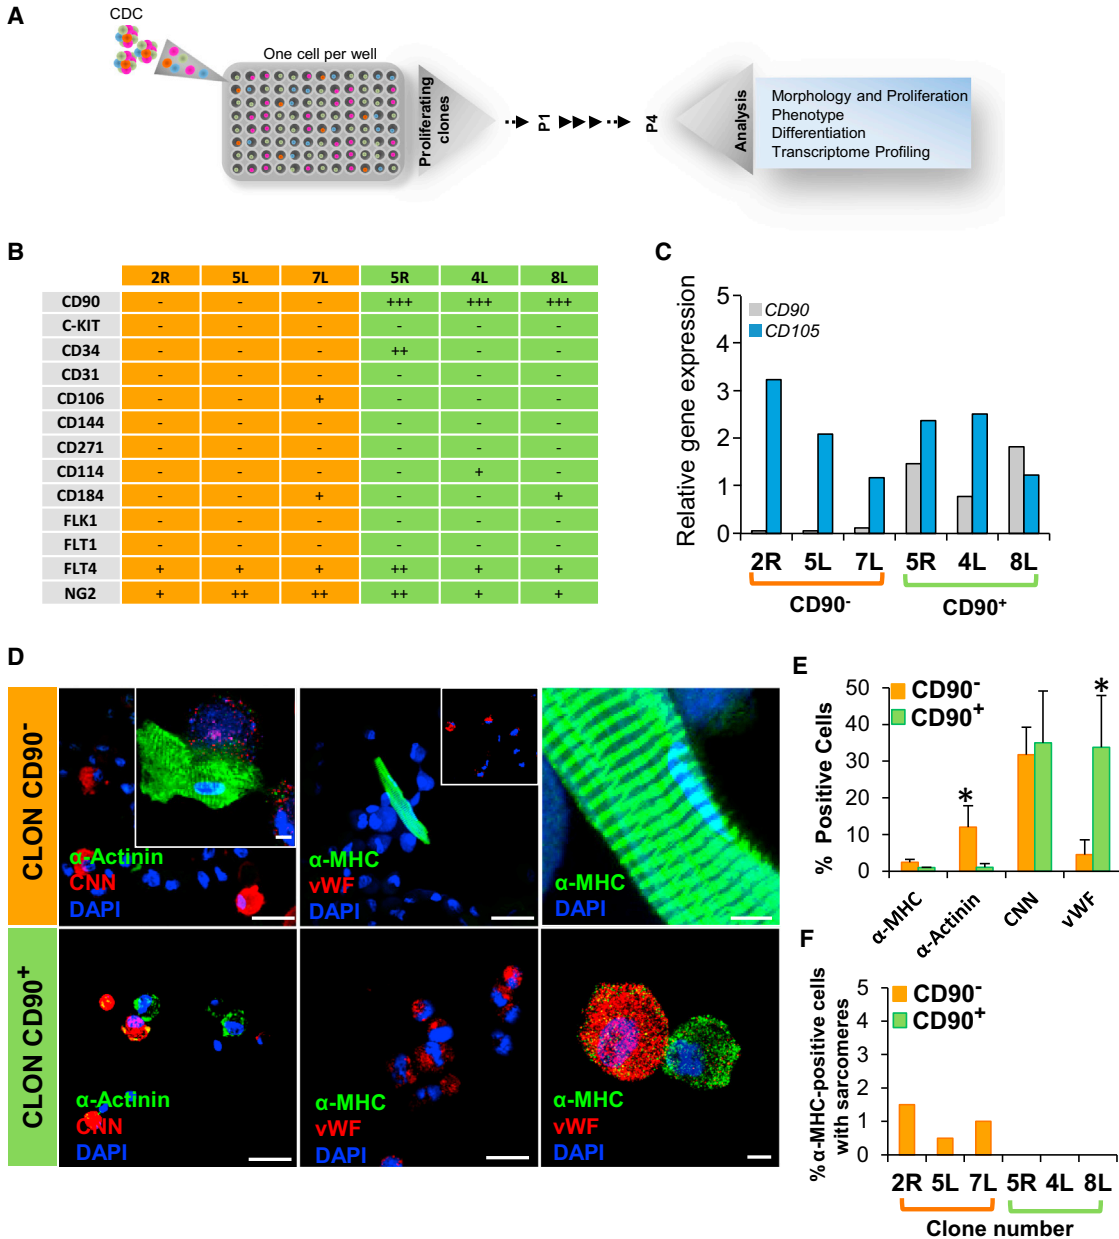 A
CDC
One cell per well
Proliferating
clones
P1
P4
Analysis
Morphology and Proliferation
Phenotype
Differentiation
Transcriptome Profiling
B
2R 5L 7L 5R 4L 8L
CD90 - - - +++ +++ +++
C-KIT - - - - - -
CD34 - - - ++ - -
CD31 - - - - - -
CD106 - - + - - -
CD144 - - - - - -
CD271 - - - - - -
CD114 - - - - + -
CD184 - - + - - +
FLK1 - - - - - -
FLT1 - - - - - -
FLT4 + + + ++ + +
NG2 + ++ ++ ++ + +
C
Relative gene expression
5
4
3
2
1
0
CD90
CD105
2R 5L 7L 5R 4L 8L
CD90⁻ CD90⁺
D
CLON CD90⁻
α-Actinin
CNN
DAPI
α-MHC
vWF
DAPI
α-MHC
DAPI
CLON CD90⁺
α-Actinin
CNN
DAPI
α-MHC
vWF
DAPI
α-MHC
vWF
DAPI
E
% Positive Cells
50
40
30
20
10
0
CD90⁻
CD90⁺
*
*
α-MHC α-Actinin CNN vWF
F
%α-MHC-positive cells
with sarcomeres
5
4
3
2
1
0
CD90⁻
CD90⁺
2R 5L 7L 5R 4L 8L
Clone number